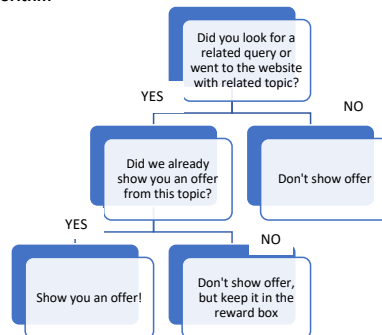 Did you look for a
related query or
went to the website
with related topic?
YES
NO
Did we already
show you an offer
from this topic?
Don't show offer
YES
NO
Show you an offer!
Don't show offer,
but keep it in the
reward box